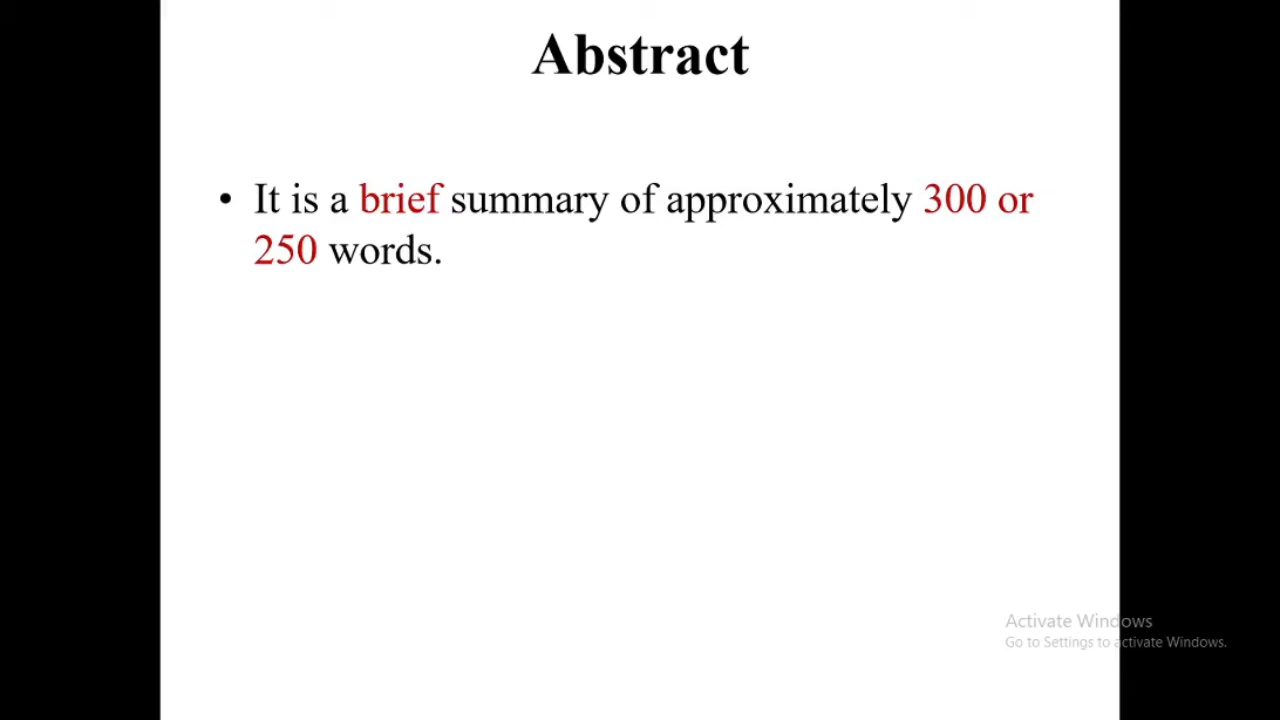 Abstract
• It is a brief summary of approximately 300 or
250 words.
Activate Windows
Go to Settings to activate Windows.